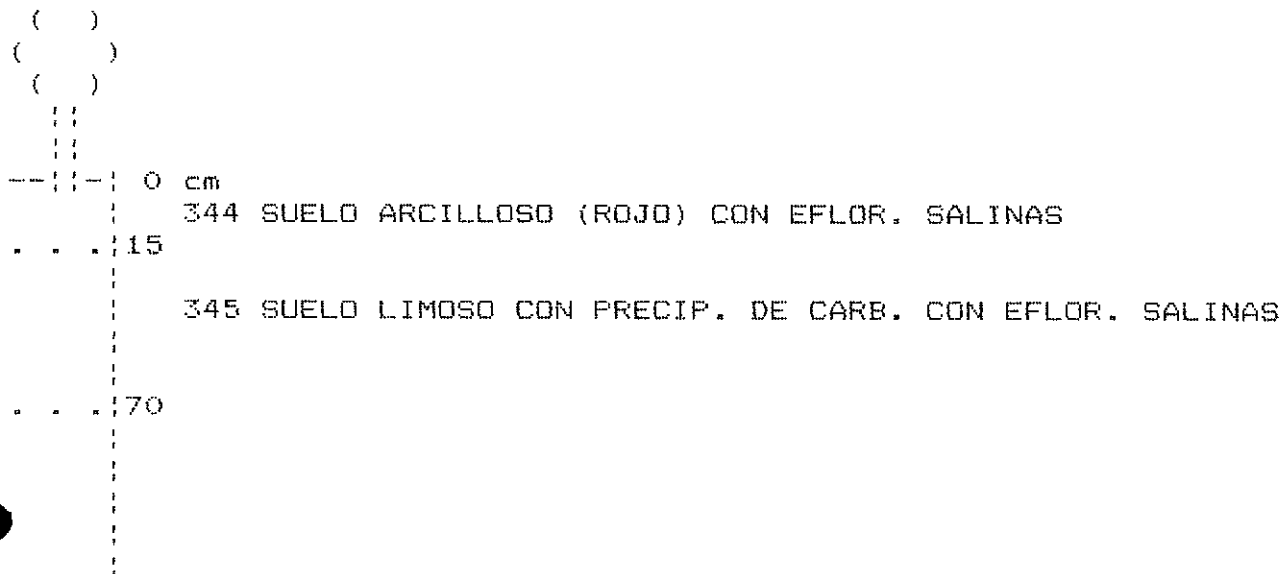 0 cm
344 SUELO ARCILLOSO (ROJO) CON EFLOR. SALINAS
15
345 SUELO LIMOSO CON PRECIP. DE CARB. CON EFLOR. SALINAS
70